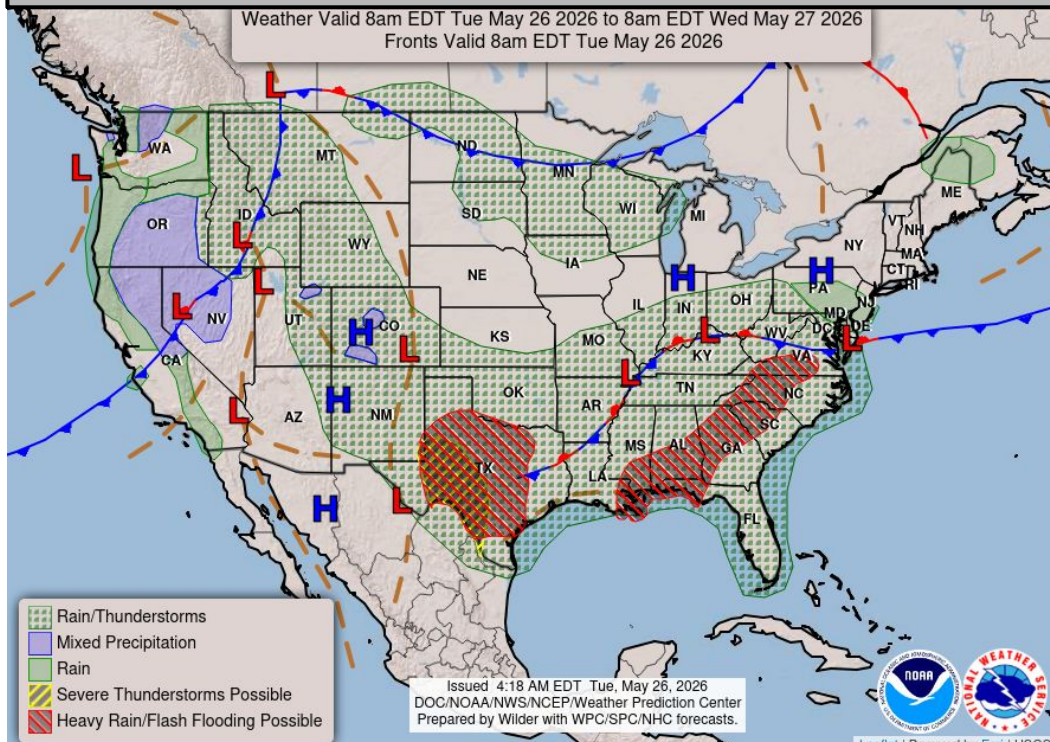 Weather Valid 8am EDT Tue May 26 2026 to 8am EDT Wed May 27 2026
Fronts Valid 8am EDT Tue May 26 2026
L
WA
MT
ND
MN
ME
L
OR
ID
SD
WI
MI
VT
NH
L
WY
NY
MA
CT
RI
L
NE
IA
H
H
PA
NJ
L
NV
UT
H
CO
IL
IN
OH
MD
DE
DC
CA
L
KS
MO
L
WV
L
VA
KY
L
H
AZ
NM
OK
AR
TN
NC
L
SC
MS
AL
GA
TX
LA
H
L
FL
Rain/Thunderstorms
Mixed Precipitation
Rain
Severe Thunderstorms Possible
Heavy Rain/Flash Flooding Possible
Issued 4:18 AM EDT Tue, May 26, 2026
DOC/NOAA/NWS/NCEP/Weather Prediction Center
Prepared by Wilder with WPC/SPC/NHC forecasts.
NOAA
NATIONAL WEATHER SERVICE